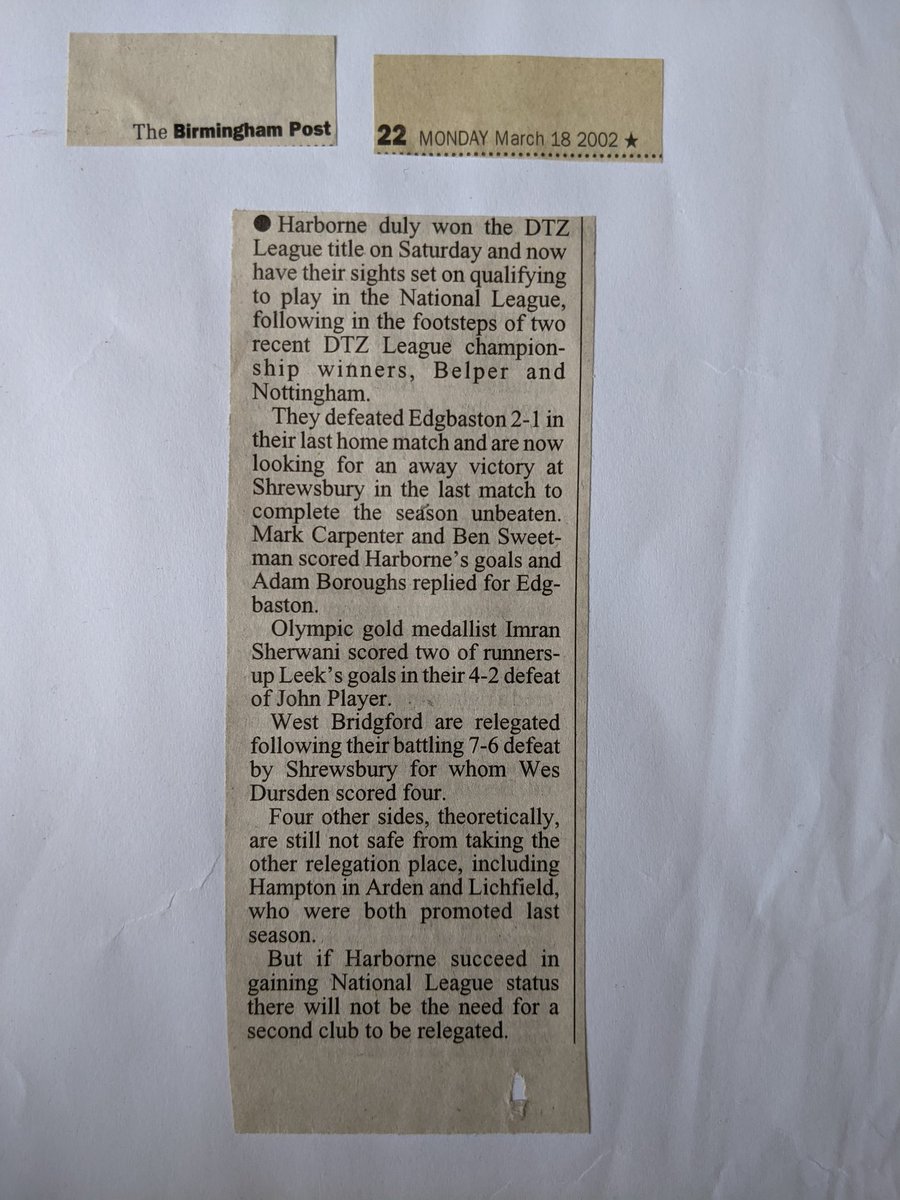 The Birmingham Post
22 MONDAY March 18 2002 ★
● Harborne duly won the DTZ
League title on Saturday and now
have their sights set on qualifying
to play in the National League,
following in the footsteps of two
recent DTZ League champion-
ship winners, Belper and
Nottingham.
They defeated Edgbaston 2-1 in
their last home match and are now
looking for an away victory at
Shrewsbury in the last match to
complete the season unbeaten.
Mark Carpenter and Ben Sweet-
man scored Harborne's goals and
Adam Boroughs replied for Edg-
baston.
Olympic gold medallist Imran
Sherwani scored two of runners-
up Leek's goals in their 4-2 defeat
of John Player.
West Bridgford are relegated
following their battling 7-6 defeat
by Shrewsbury for whom Wes
Dursden scored four.
Four other sides, theoretically,
are still not safe from taking the
other relegation place, including
Hampton in Arden and Lichfield,
who were both promoted last
season.
But if Harborne succeed in
gaining National League status
there will not be the need for a
second club to be relegated.